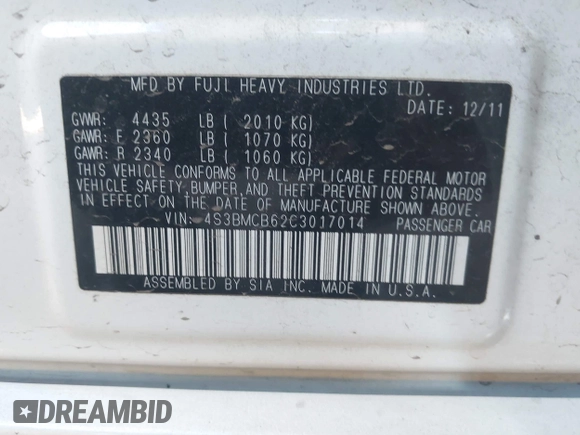 MFD BY FUJI HEAVY INDUSTRIES LTD.
DATE: 12/11
GVWR: 4435 LB ( 2010 KG)
GAWR: F 2360 LB ( 1070 KG)
GAWR: R 2340 LB ( 1060 KG)
THIS VEHICLE CONFORMS TO ALL APPLICABLE FEDERAL MOTOR
VEHICLE SAFETY, BUMPER, AND THEFT PREVENTION STANDARDS
IN EFFECT ON THE DATE OF MANUFACTURE SHOWN ABOVE.
VIN: 4S3BMCB62C3017014 PASSENGER CAR
ASSEMBLED BY SIA INC. MADE IN U.S.A.
DREAMBID